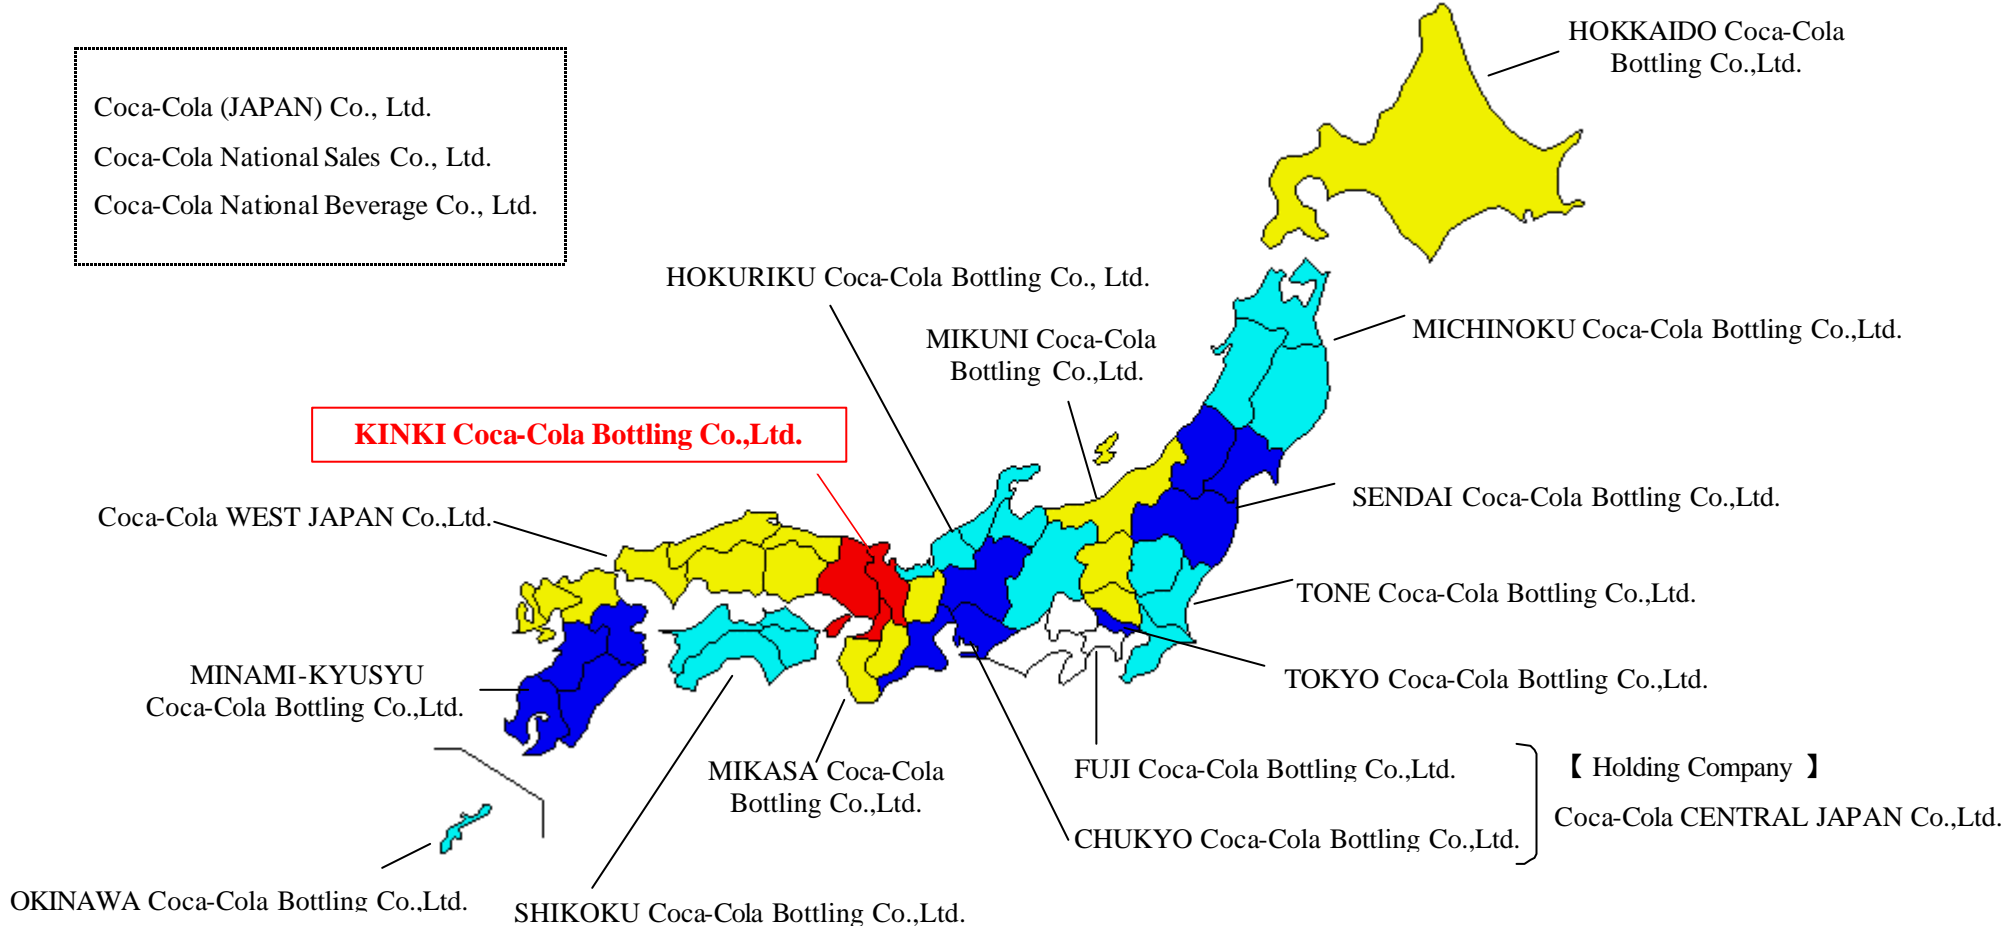 HOKKAIDO Coca-Cola
Bottling Co.,Ltd.
Coca-Cola (JAPAN) Co., Ltd.
Coca-Cola National Sales Co., Ltd.
Coca-Cola National Beverage Co., Ltd.
HOKURIKU Coca-Cola Bottling Co., Ltd.
MIKUNI Coca-Cola
Bottling Co.,Ltd.
MICHINOKU Coca-Cola Bottling Co.,Ltd.
KINKI Coca-Cola Bottling Co.,Ltd.
Coca-Cola WEST JAPAN Co.,Ltd.
SENDAI Coca-Cola Bottling Co.,Ltd.
TONE Coca-Cola Bottling Co.,Ltd.
MINAMI-KYUSYU
Coca-Cola Bottling Co.,Ltd.
TOKYO Coca-Cola Bottling Co.,Ltd.
MIKASA Coca-Cola
Bottling Co.,Ltd.
FUJI Coca-Cola Bottling Co.,Ltd.
【 Holding Company 】
Coca-Cola CENTRAL JAPAN Co.,Ltd.
CHUKYO Coca-Cola Bottling Co.,Ltd.
OKINAWA Coca-Cola Bottling Co.,Ltd.
SHIKOKU Coca-Cola Bottling Co.,Ltd.